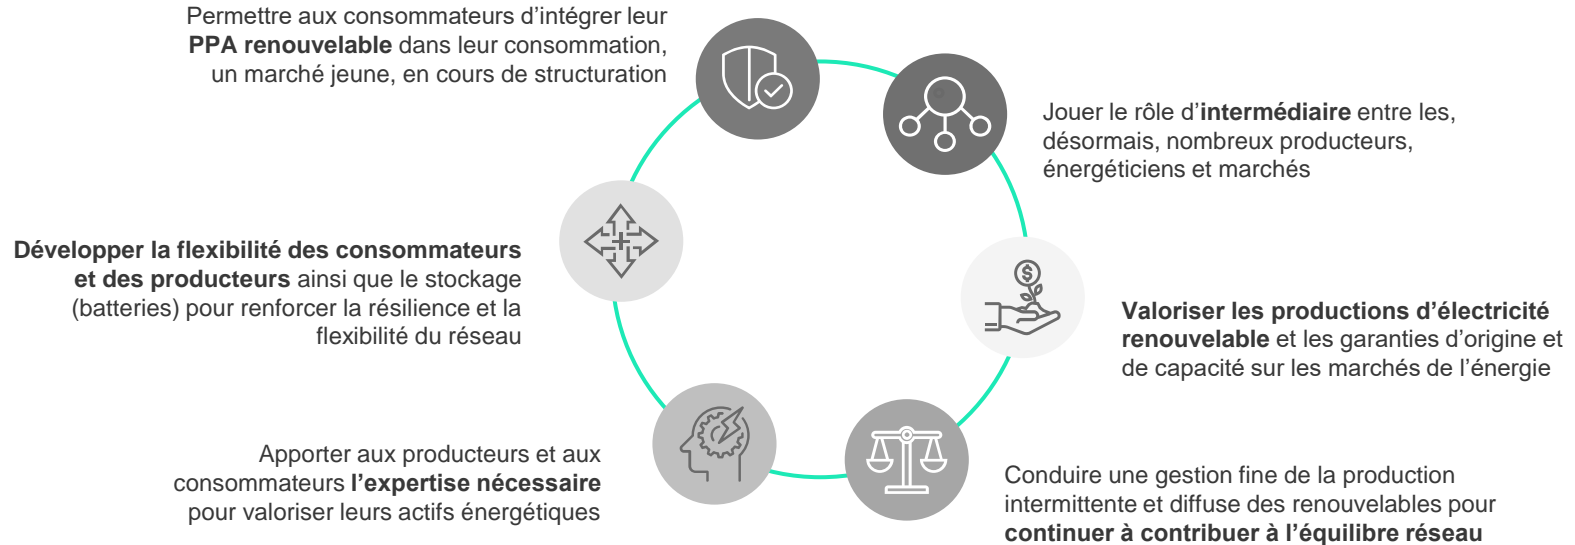 Permettre aux consommateurs d’intégrer leur
PPA renouvelable dans leur consommation,
un marché jeune, en cours de structuration
Jouer le rôle d’intermédiaire entre les,
désormais, nombreux producteurs,
énergéticiens et marchés
Développer la flexibilité des consommateurs
et des producteurs ainsi que le stockage
(batteries) pour renforcer la résilience et la
flexibilité du réseau
$
Valoriser les productions d’électricité
renouvelable et les garanties d’origine et
de capacité sur les marchés de l’énergie
Apporter aux producteurs et aux
consommateurs l’expertise nécessaire
pour valoriser leurs actifs énergétiques
Conduire une gestion fine de la production
intermittente et diffuse des renouvelables pour
continuer à contribuer à l’équilibre réseau